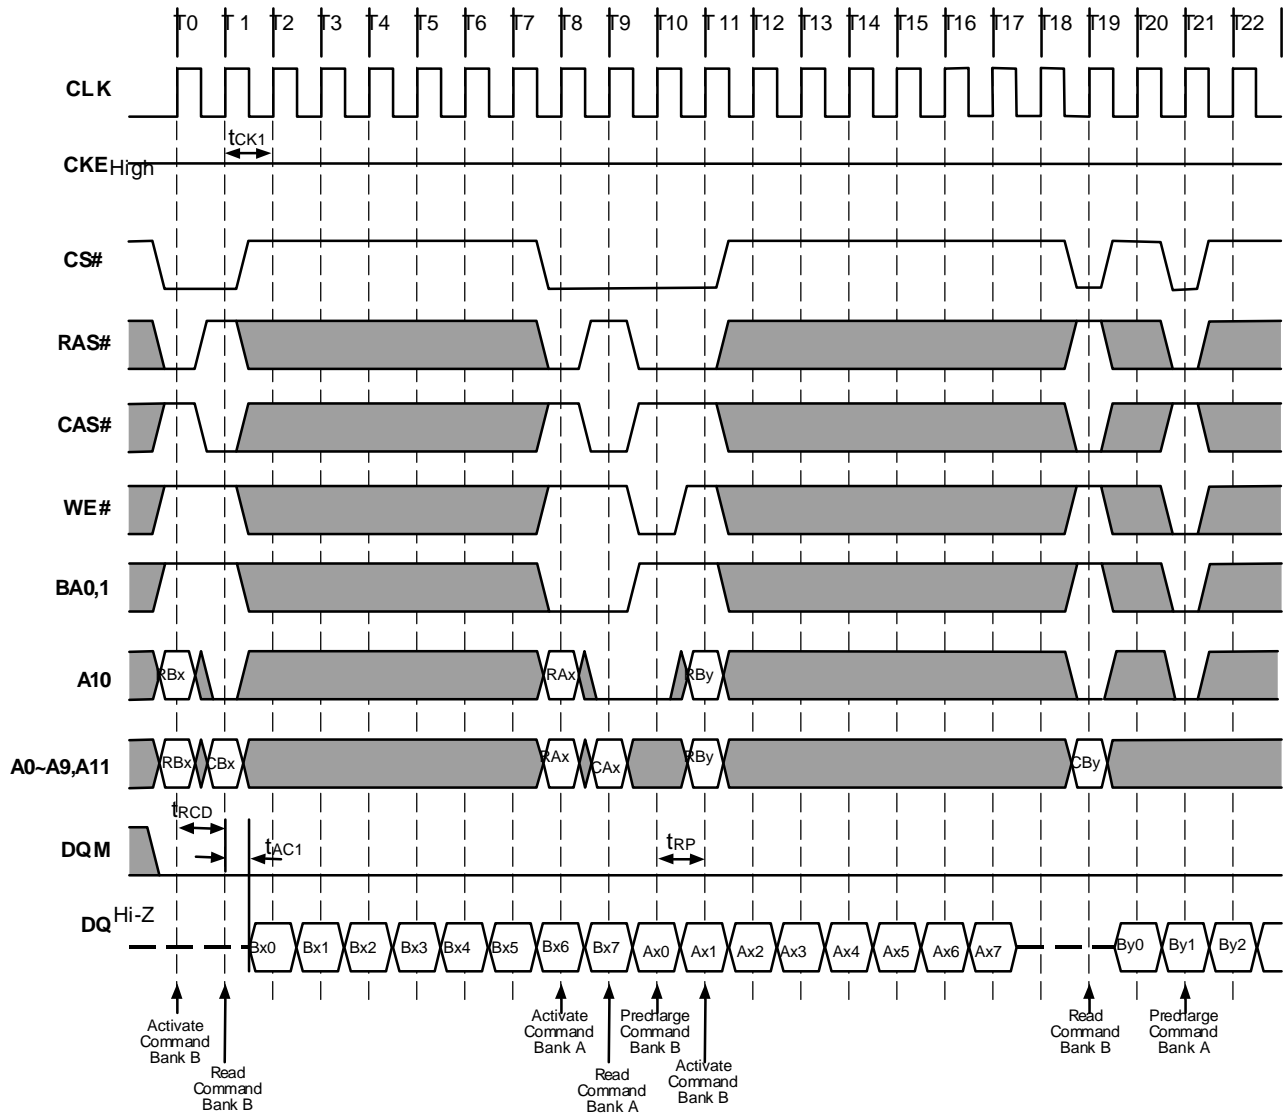 T0 T 1 T2 T3 T4 T5 T6 T7 T8 T9 T10 T 11 T12 T13 T14 T15 T16 T17 T18 T19 T20 T21 T22
CLK
tCK1
CKE High
CS#
RAS#
CAS#
WE#
BA0,1
A10 RBx RAx RBy
A0~A9,A11 RBx CBx RAx CAx RBy CBy
tRCD
DQM tAC1 tRP
DQ Hi-Z
Bx0 Bx1 Bx2 Bx3 Bx4 Bx5 Bx6 Bx7 Ax0 Ax1 Ax2 Ax3 Ax4 Ax5 Ax6 Ax7 By0 By1 By2
Activate
Command
Bank B
Read
Command
Bank B
Activate
Command
Bank A
Read
Command
Bank A
Precharge
Command
Bank B
Activate
Command
Bank B
Read
Command
Bank B
Precharge
Command
Bank A